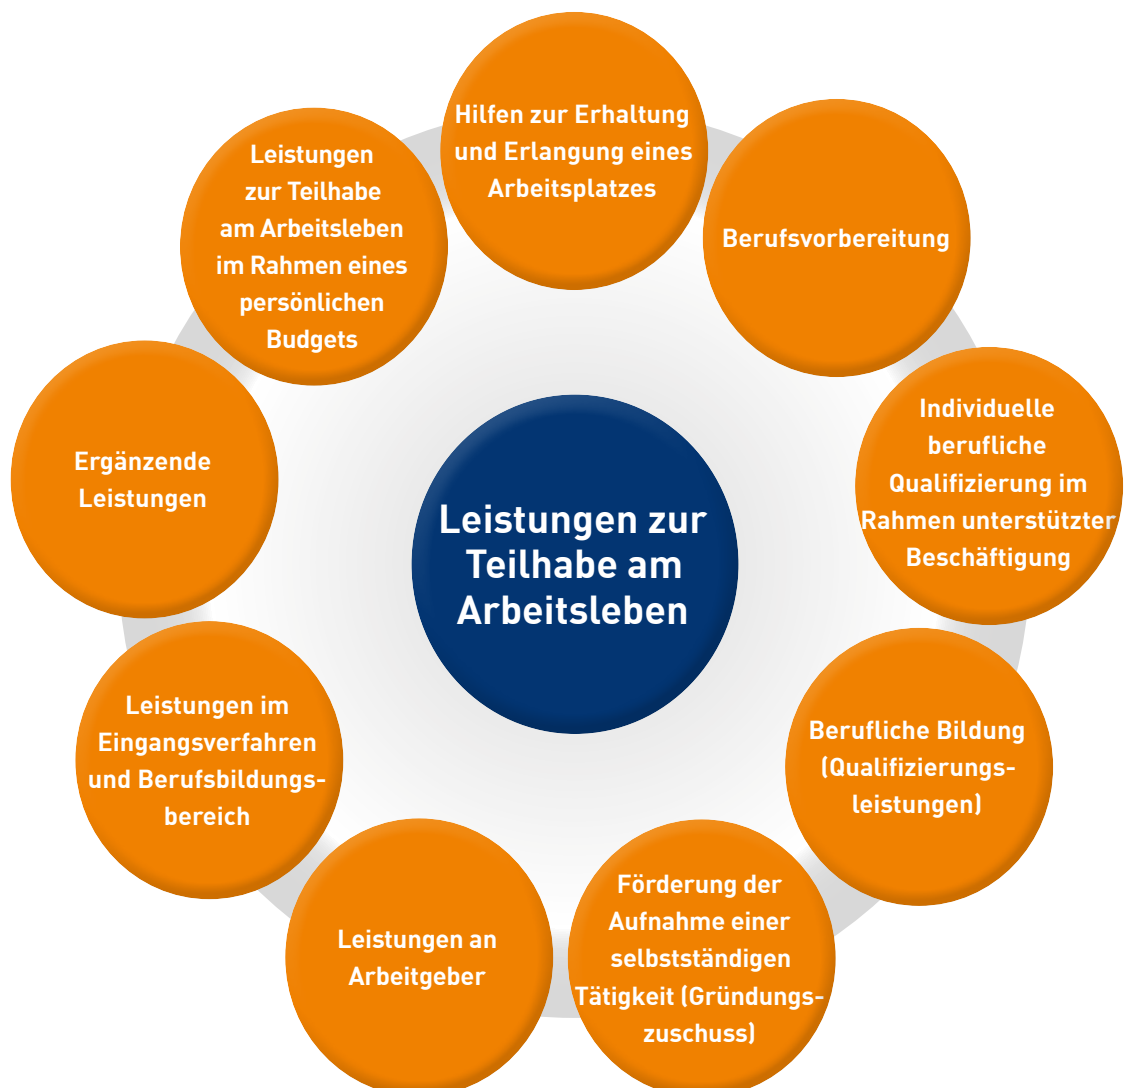 Hilfen zur Erhaltung
und Erlangung eines
Arbeitsplatzes
Berufsvorbereitung
Individuelle
berufliche
Qualifizierung im
Rahmen unterstützter
Beschäftigung
Berufliche Bildung
(Qualifizierungs-
leistungen)
Förderung der
Aufnahme einer
selbstständigen
Tätigkeit (Gründungs-
zuschuss)
Leistungen an
Arbeitgeber
Leistungen im
Eingangsverfahren
und Berufsbildungs-
bereich
Ergänzende
Leistungen
Leistungen
zur Teilhabe
am Arbeitsleben
im Rahmen eines
persönlichen
Budgets
Leistungen zur
Teilhabe am
Arbeitsleben